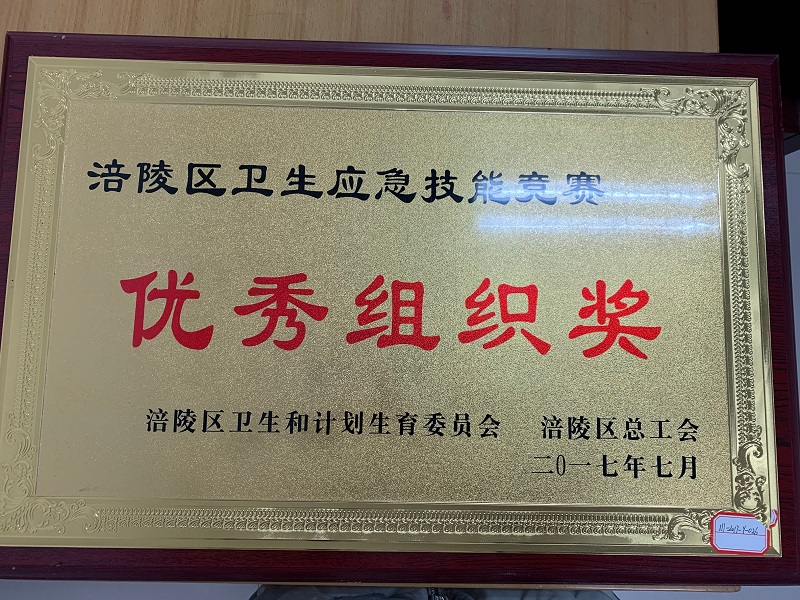 涪陵区卫生应急技能竞赛
优秀组织奖
涪陵区卫生和计划生育委员会 涪陵区总工会
二0一七年七月